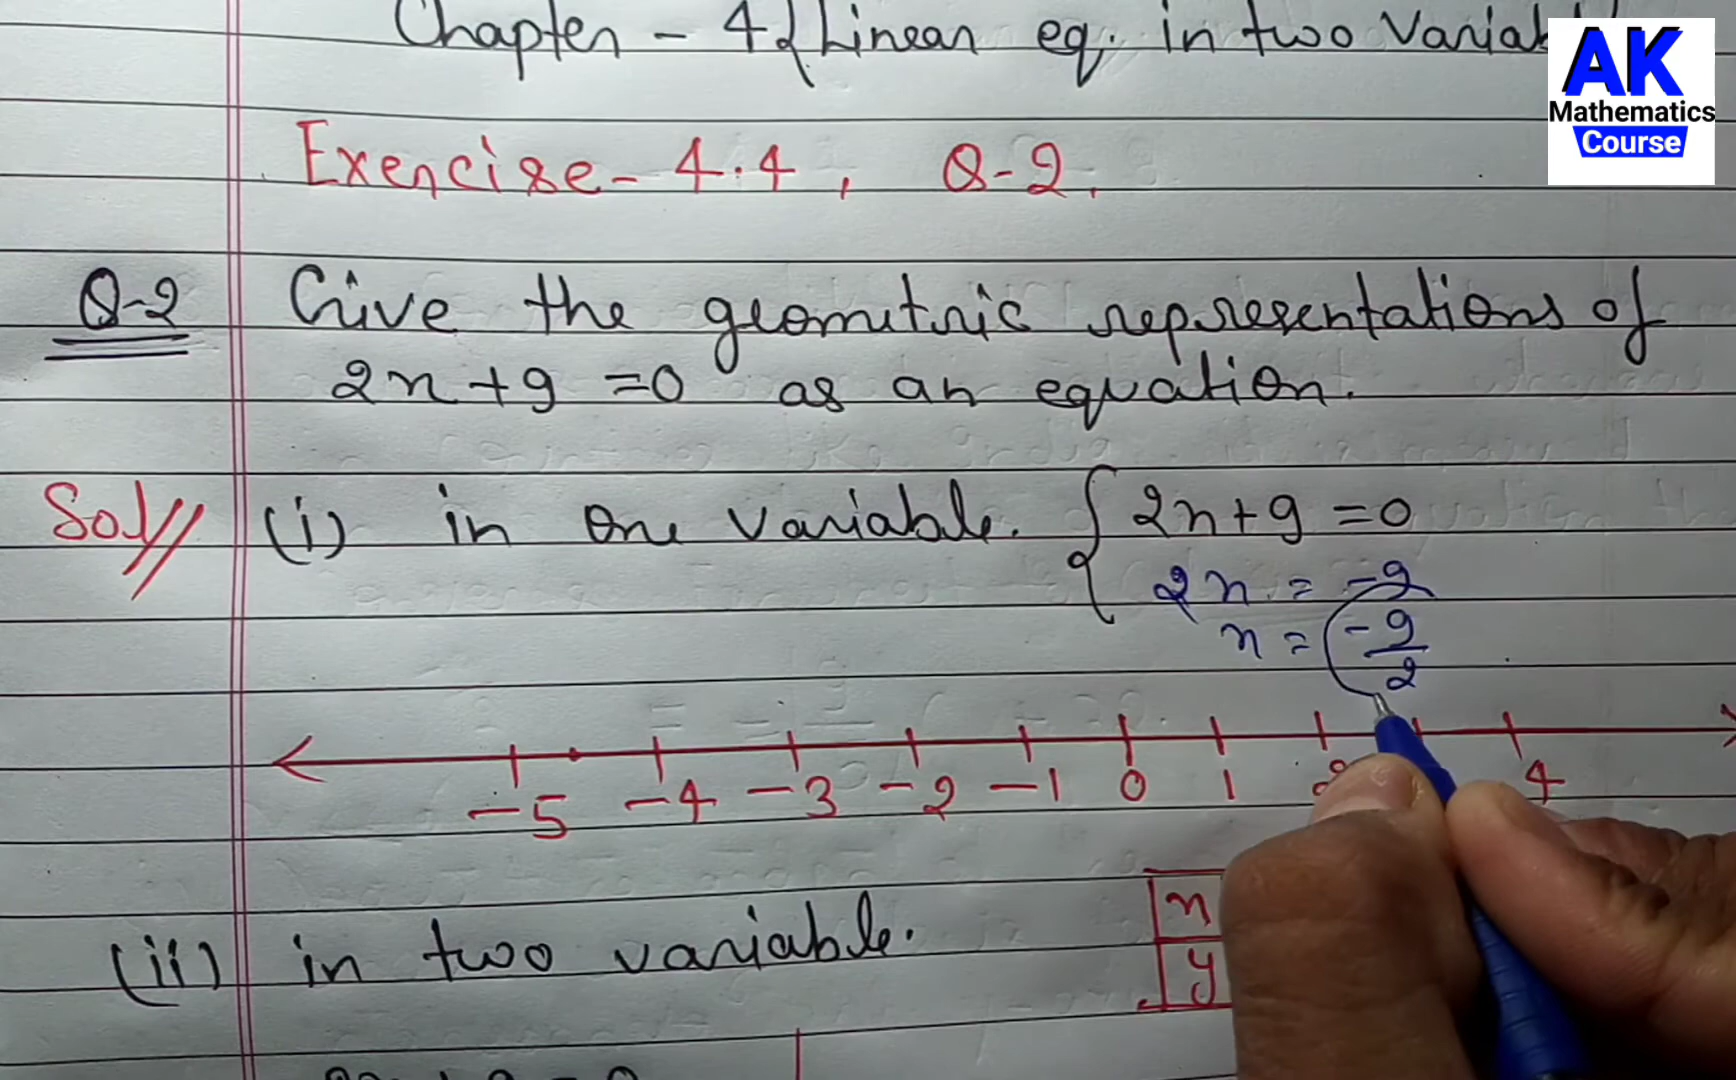 Chapter - 4 { Linear eq. in two Variabl
AK
Mathematics
Course
Exercise - 4.4, Q-2.
Q-2 Give the geometric representations of
2x+9=0 as an equation.
Sol// (i) in one variable. { 2x+9=0
2x = -9
x = -9/2
-5 -4 -3 -2 -1 0 1 2 4
(ii) in two variable.
x
y